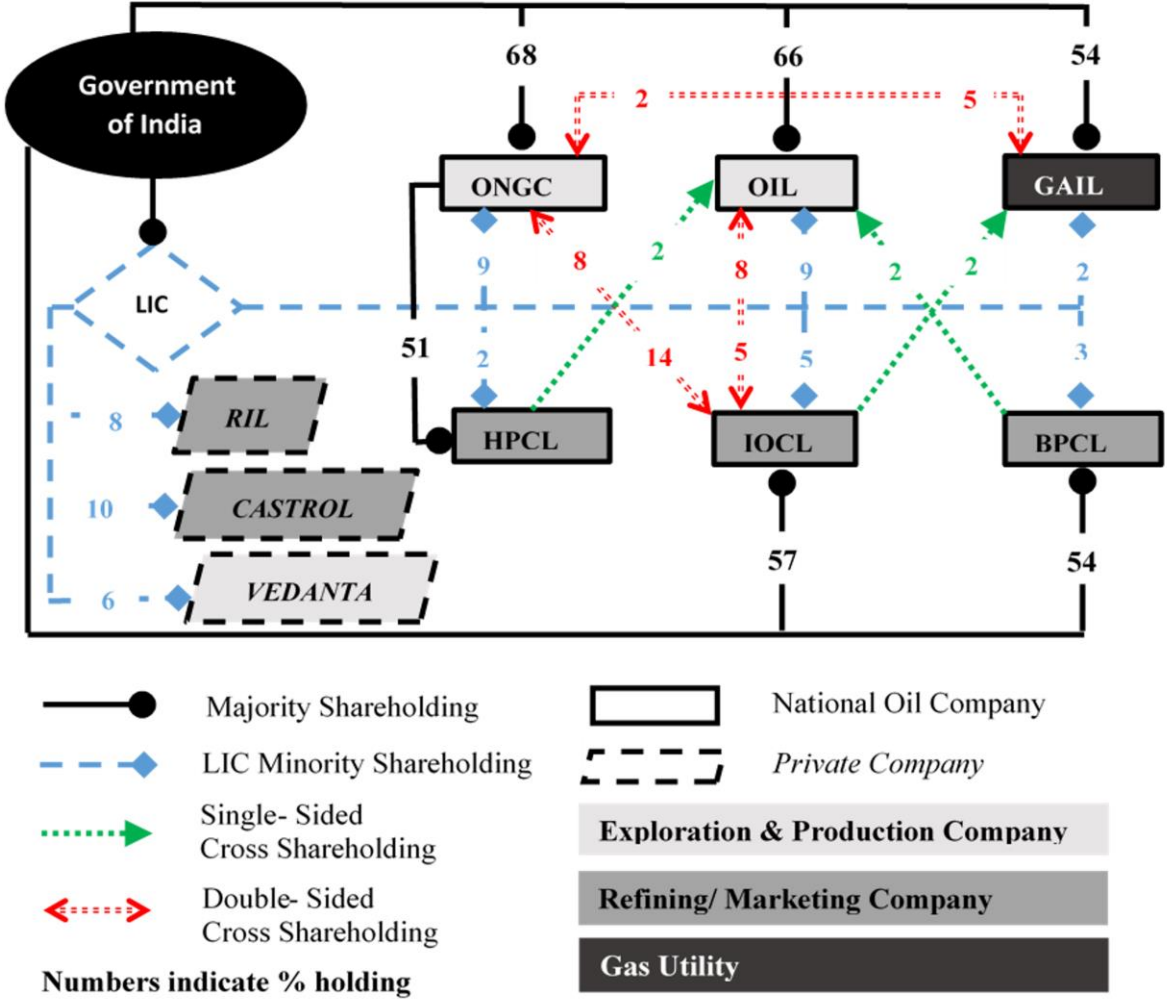 Government
of India
68
66
54
2
5
ONGC
OIL
GAIL
9
8
2
8
9
2
2
2
LIC
51
2
14
5
5
3
8
RIL
HPCL
IOCL
BPCL
10
CASTROL
57
54
6
VEDANTA
Majority Shareholding
National Oil Company
LIC Minority Shareholding
Private Company
Single- Sided
Cross Shareholding
Exploration & Production Company
Double- Sided
Cross Shareholding
Refining/ Marketing Company
Numbers indicate % holding
Gas Utility